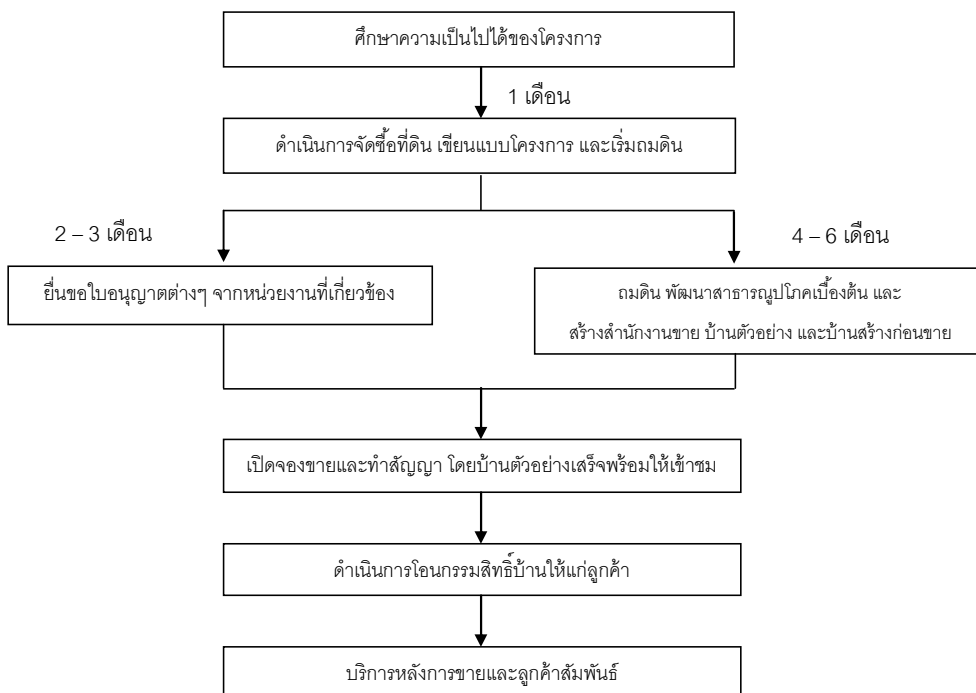 ศึกษาความเป็นไปได้ของโครงการ
1 เดือน
ดำเนินการจัดซื้อที่ดิน เขียนแบบโครงการ และเริ่มถมดิน
2 – 3 เดือน
4 – 6 เดือน
ยื่นขอใบอนุญาตต่างๆ จากหน่วยงานที่เกี่ยวข้อง
ถมดิน พัฒนาสาธารณูปโภคเบื้องต้น และ
สร้างสำนักงานขาย บ้านตัวอย่าง และบ้านสร้างก่อนขาย
เปิดจองขายและทำสัญญา โดยบ้านตัวอย่างเสร็จพร้อมให้เข้าชม
ดำเนินการโอนกรรมสิทธิ์บ้านให้แก่ลูกค้า
บริการหลังการขายและลูกค้าสัมพันธ์